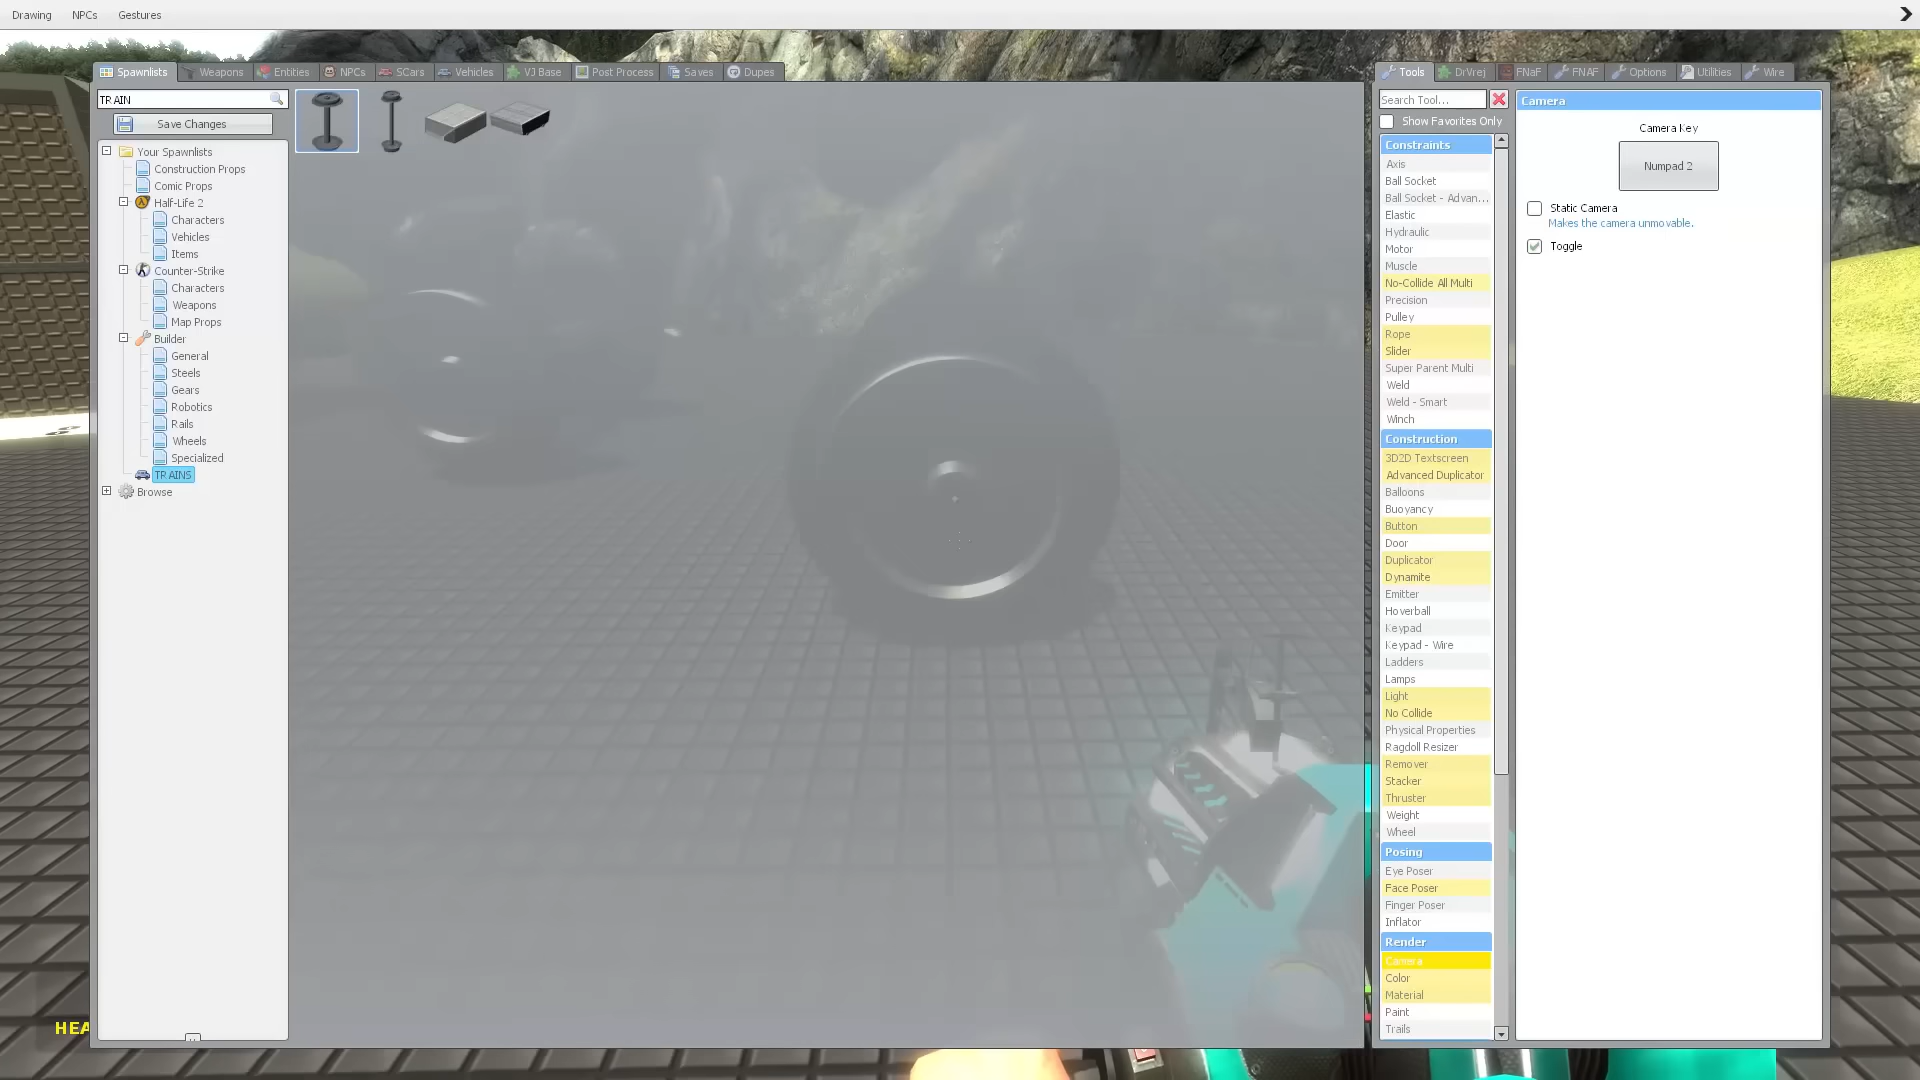 Drawing NPCs Gestures
Spawnlists Weapons Entities NPCs SCars Vehicles VJ Base Post Process Saves Dupes
Tools DrVrej FNaF FNAF Options Utilities Wire
TRAIN
Save Changes
Your Spawnlists
Construction Props
Comic Props
Half-Life 2
Characters
Vehicles
Items
Counter-Strike
Characters
Weapons
Map Props
Builder
General
Steels
Gears
Robotics
Rails
Wheels
Specialized
TRAINS
Browse
Search Tool...
Show Favorites Only
Constraints
Axis
Ball Socket
Ball Socket - Advan...
Elastic
Hydraulic
Motor
Muscle
No-Collide All Multi
Precision
Pulley
Rope
Slider
Super Parent Multi
Weld
Weld - Smart
Winch
Construction
3D2D Textscreen
Advanced Duplicator
Balloons
Buoyancy
Button
Door
Duplicator
Dynamite
Emitter
Hoverball
Keypad
Keypad - Wire
Ladders
Lamps
Light
No Collide
Physical Properties
Ragdoll Resizer
Remover
Stacker
Thruster
Weight
Wheel
Posing
Eye Poser
Face Poser
Finger Poser
Inflator
Render
Camera
Color
Material
Paint
Trails
Camera
Camera Key
Numpad 2
Static Camera
Makes the camera unmovable.
Toggle
HEA